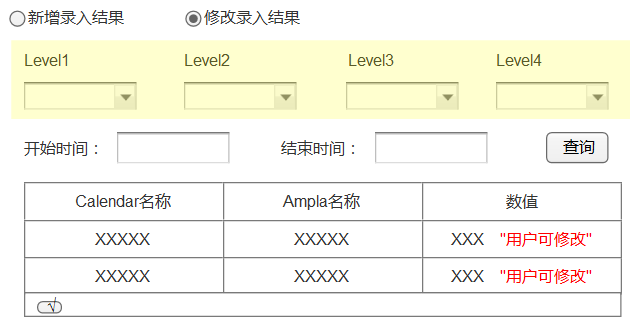 新增录入结果 修改录入结果
Level1 Level2 Level3 Level4
开始时间： 结束时间： 查询
Calendar名称 Ampla名称 数值
XXXXX XXXXX XXX "用户可修改"
XXXXX XXXXX XXX "用户可修改"
√